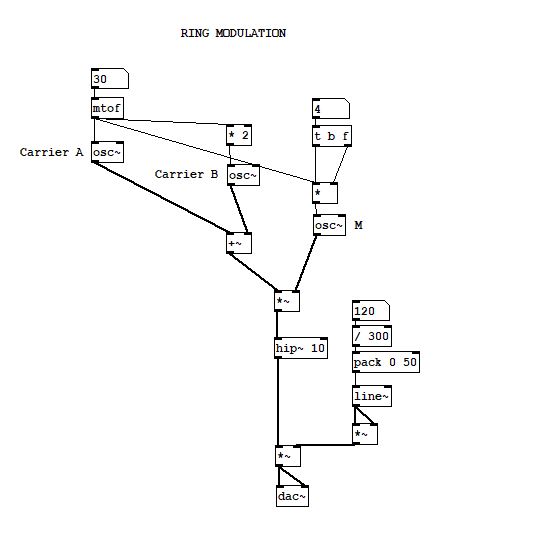 RING MODULATION
30
mtof
4
* 2
t b f
Carrier A osc~
Carrier B osc~
*
osc~ M
+~
*~
120
/ 300
hip~ 10
pack 0 50
line~
*~
*~
dac~